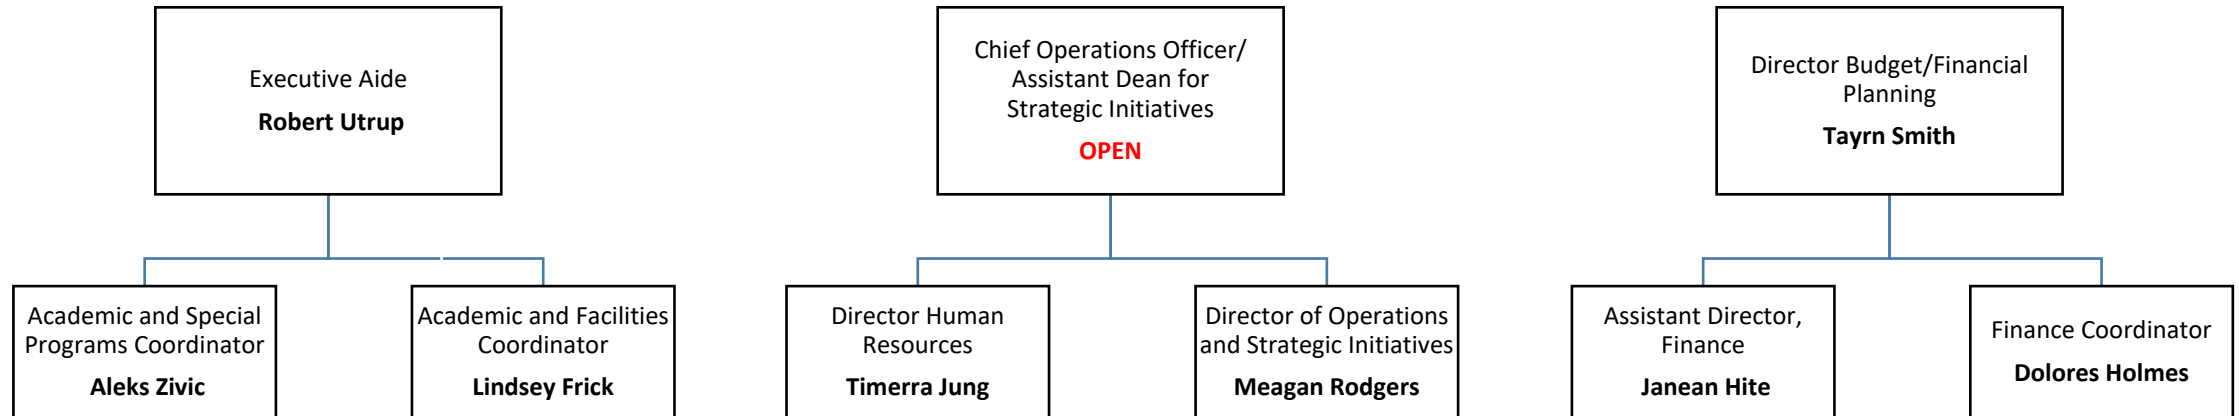 Executive Aide
Robert Utrup
Chief Operations Officer/
Assistant Dean for
Strategic Initiatives
OPEN
Director Budget/Financial
Planning
Tayrn Smith
Academic and Special
Programs Coordinator
Aleks Zivic
Academic and Facilities
Coordinator
Lindsey Frick
Director Human
Resources
Timerra Jung
Director of Operations
and Strategic Initiatives
Meagan Rodgers
Assistant Director,
Finance
Janean Hite
Finance Coordinator
Dolores Holmes